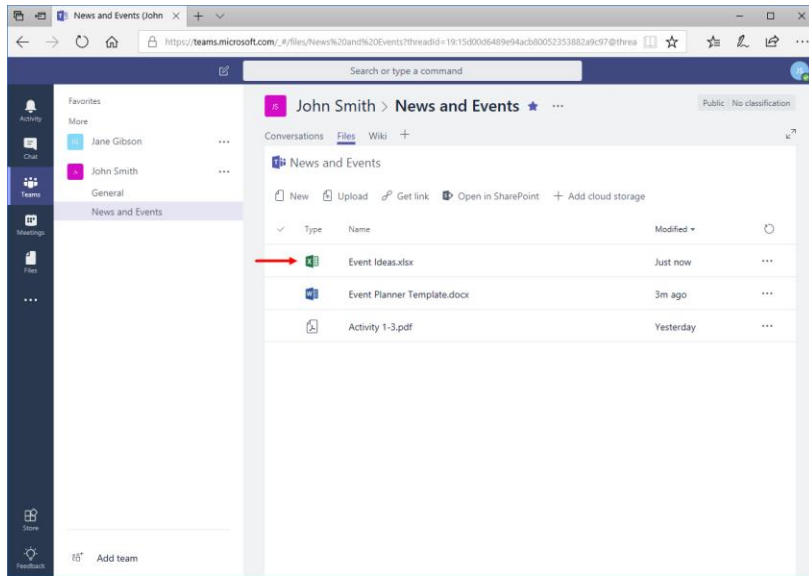 News and Events (John
https://teams.microsoft.com/_#/files/News%20and%20Events?threadId=19:15d00d6489e94acb80052353882a9c97@threa
Search or type a command
JS
Activity
Chat
Teams
Meetings
Files
Store
Feedback
Favorites
More
JG Jane Gibson ...
John Smith ...
General
News and Events
Add team
JS John Smith > News and Events ...
Public No classification
Conversations Files Wiki +
News and Events
New Upload Get link Open in SharePoint + Add cloud storage
Type Name Modified
Event Ideas.xlsx Just now ...
Event Planner Template.docx 3m ago ...
Activity 1-3.pdf Yesterday ...